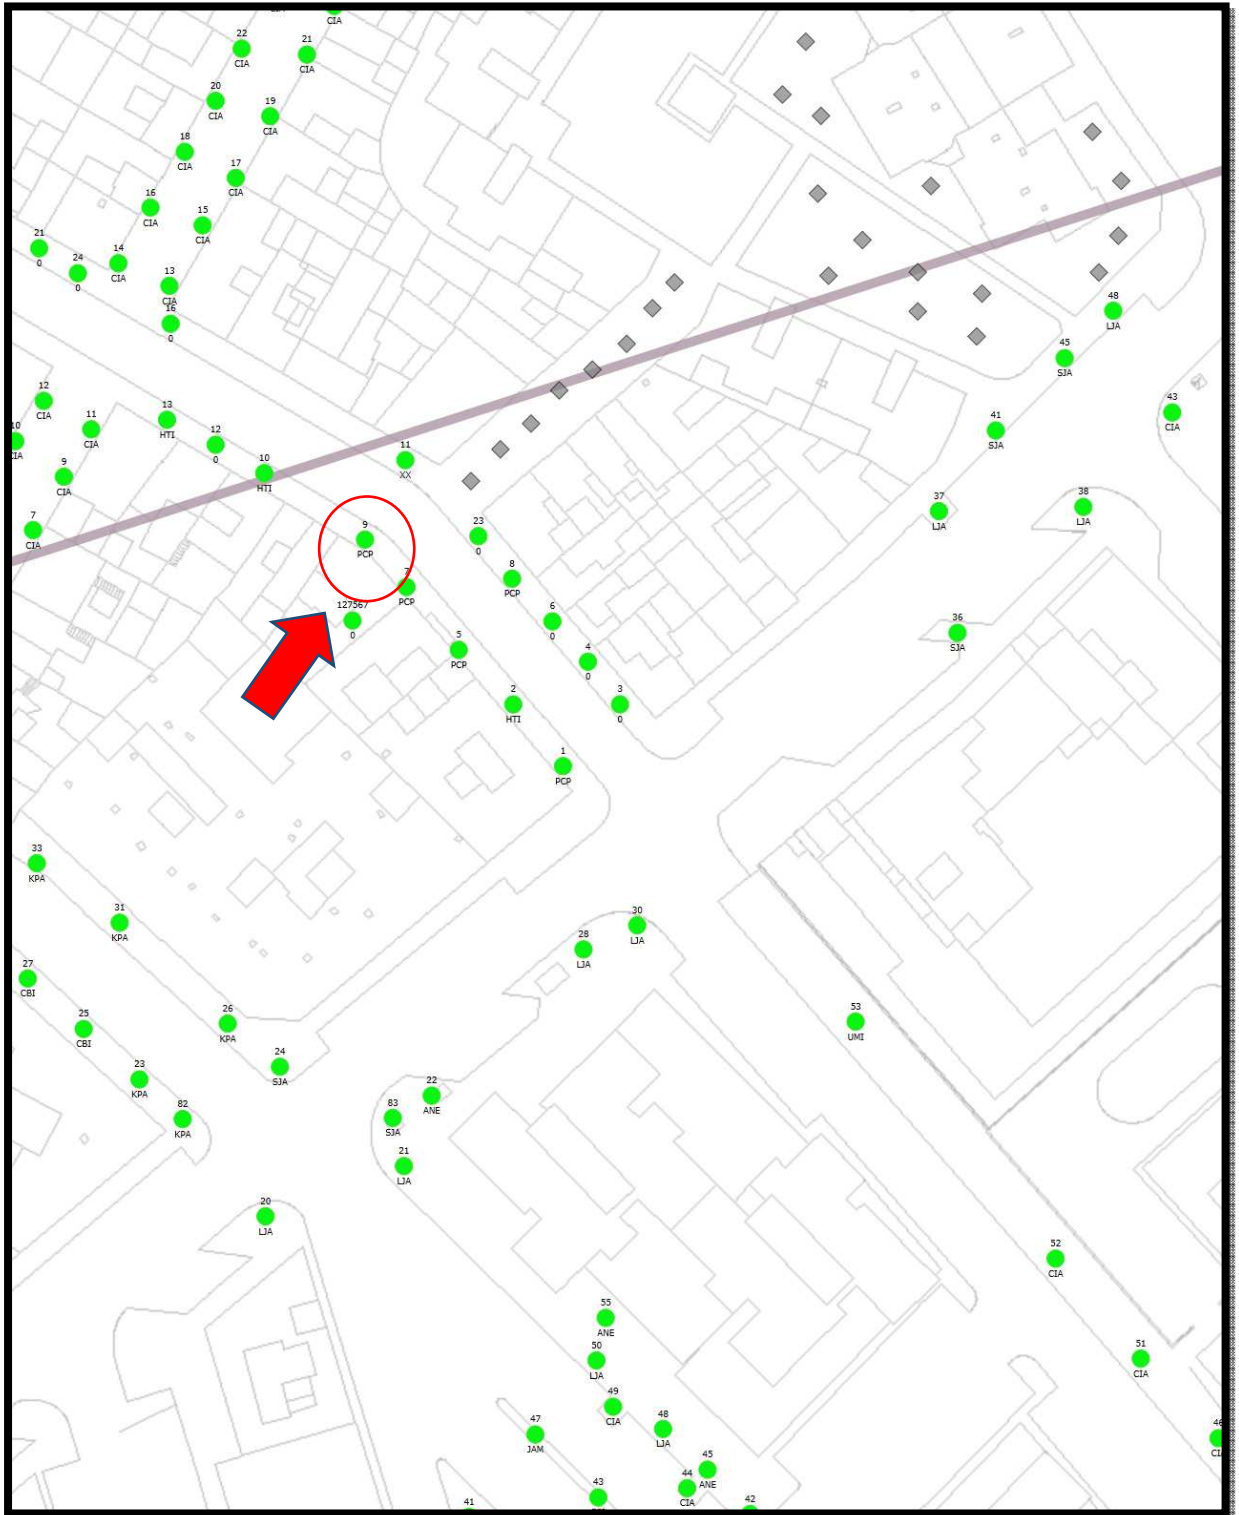 CIA
22
CIA
21
CIA
20
CIA
19
CIA
18
CIA
17
CIA
16
CIA
15
CIA
21
0
24
0
14
CIA
13
CIA
16
0
48
LJA
45
SJA
43
CIA
41
SJA
12
CIA
11
CIA
13
HTI
12
0
10
HTI
11
XX
9
CIA
7
CIA
37
LJA
38
LJA
9
PCP
23
0
7
PCP
8
PCP
127567
0
6
0
5
PCP
4
0
36
SJA
2
HTI
3
0
1
PCP
33
KPA
31
KPA
30
LJA
28
LJA
27
CBI
25
CBI
26
KPA
53
UMI
24
SJA
23
KPA
22
ANE
83
SJA
82
KPA
21
LJA
20
LJA
52
CIA
55
ANE
50
LJA
51
CIA
49
CIA
48
LJA
47
JAM
45
ANE
44
CIA
43
42
41